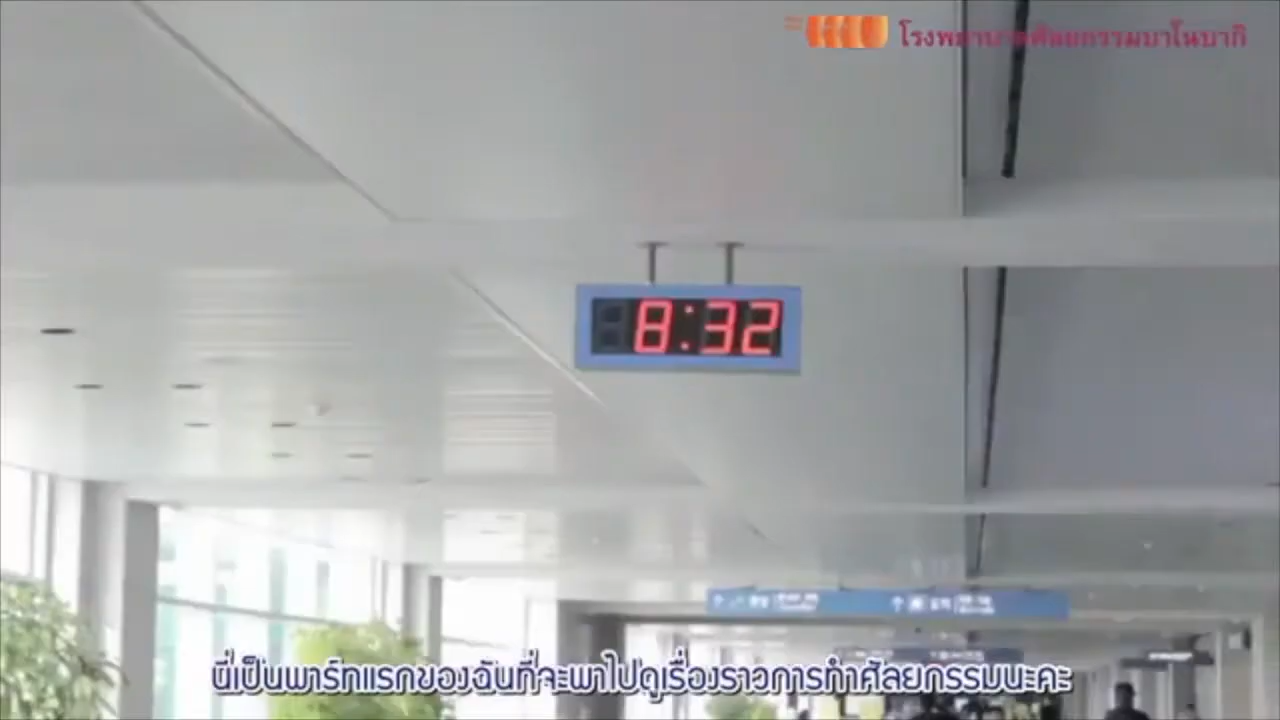 โรงพยาบาลศัลยกรรมบาโนบากิ
8:32
นี่เป็นพาร์ทแรกของฉันที่จะพาไปดูเรื่องราวการทำศัลยกรรมนะคะ